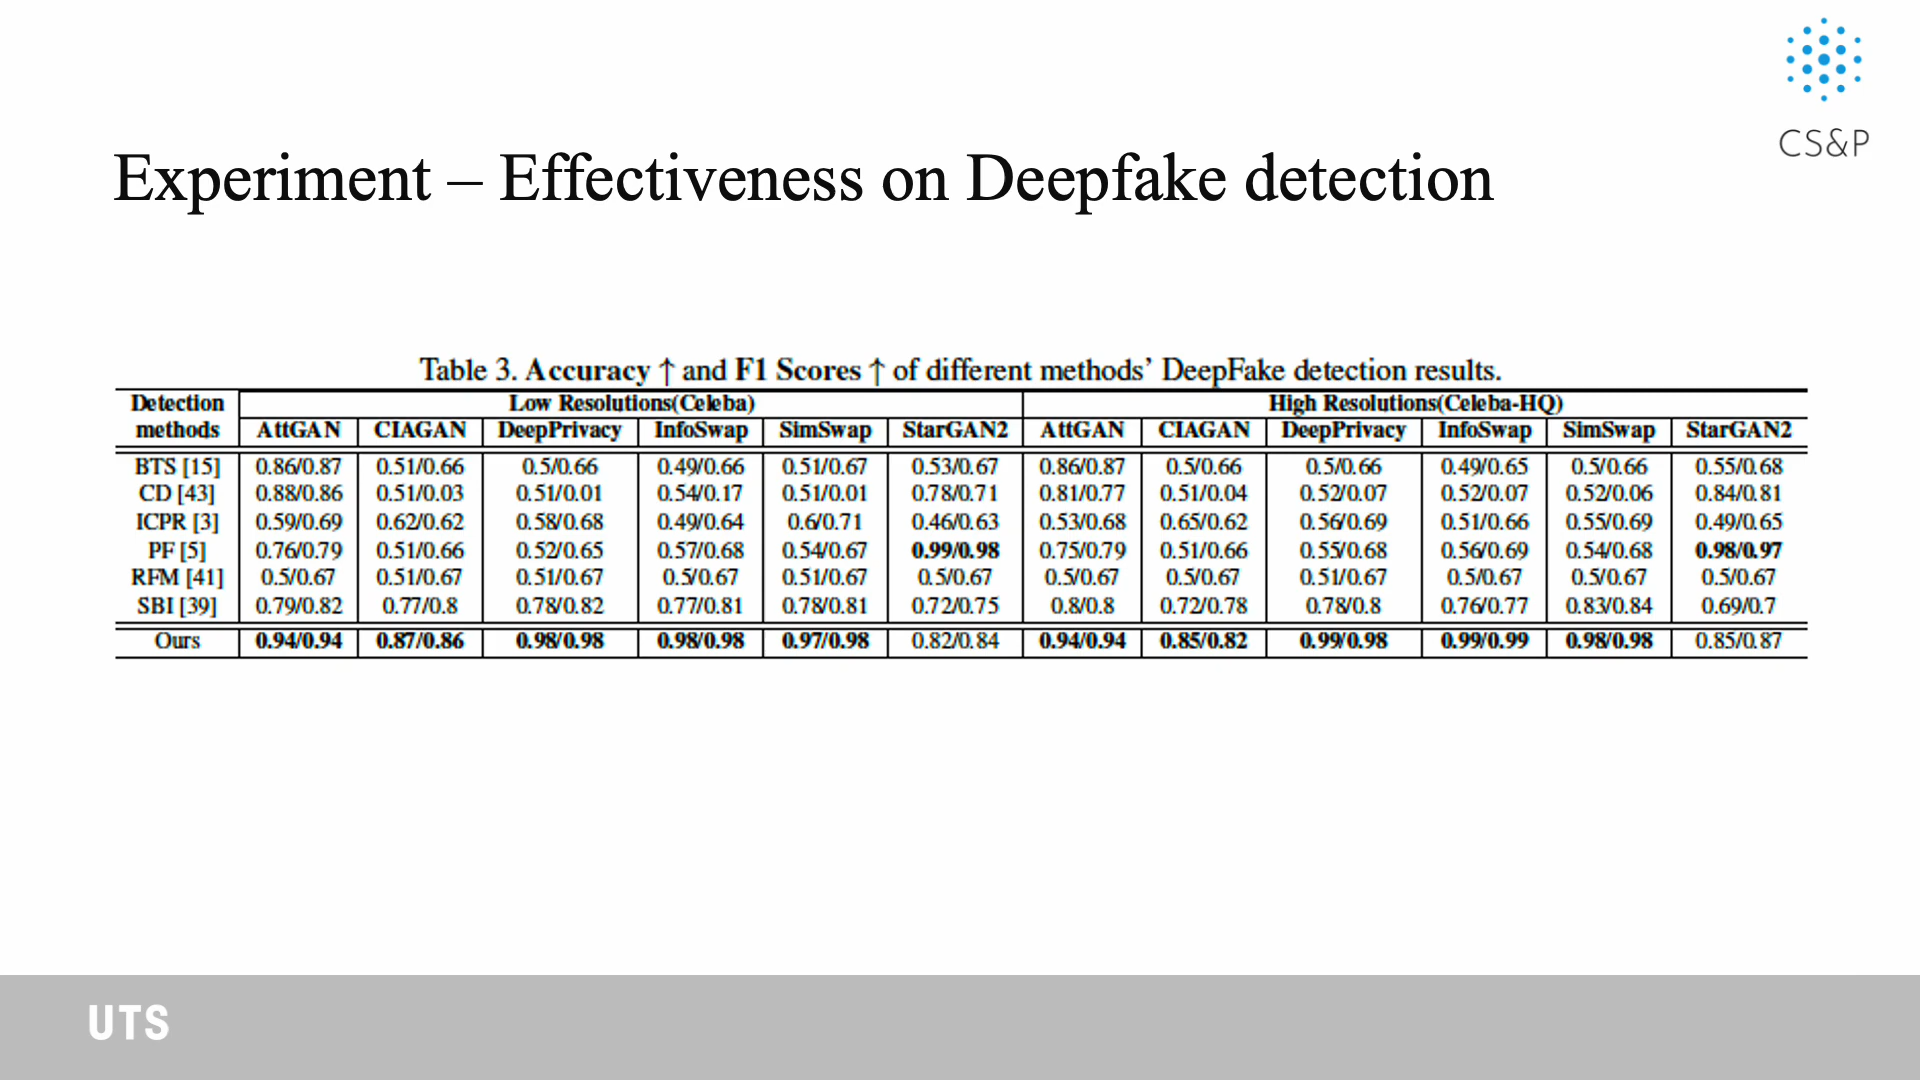 CS&P
Experiment – Effectiveness on Deepfake detection
Table 3. Accuracy ↑ and F1 Scores ↑ of different methods' DeepFake detection results.
Detection methods Low Resolutions(Celeba) High Resolutions(Celeba-HQ)
AttGAN CIAGAN DeepPrivacy InfoSwap SimSwap StarGAN2 AttGAN CIAGAN DeepPrivacy InfoSwap SimSwap StarGAN2
BTS [15] 0.86/0.87 0.51/0.66 0.5/0.66 0.49/0.66 0.51/0.67 0.53/0.67 0.86/0.87 0.5/0.66 0.5/0.66 0.49/0.65 0.5/0.66 0.55/0.68
CD [43] 0.88/0.86 0.51/0.03 0.51/0.01 0.54/0.17 0.51/0.01 0.78/0.71 0.81/0.77 0.51/0.04 0.52/0.07 0.52/0.07 0.52/0.06 0.84/0.81
ICPR [3] 0.59/0.69 0.62/0.62 0.58/0.68 0.49/0.64 0.6/0.71 0.46/0.63 0.53/0.68 0.65/0.62 0.56/0.69 0.51/0.66 0.55/0.69 0.49/0.65
PF [5] 0.76/0.79 0.51/0.66 0.52/0.65 0.57/0.68 0.54/0.67 0.99/0.98 0.75/0.79 0.51/0.66 0.55/0.68 0.56/0.69 0.54/0.68 0.98/0.97
RFM [41] 0.5/0.67 0.51/0.67 0.51/0.67 0.5/0.67 0.51/0.67 0.5/0.67 0.5/0.67 0.5/0.67 0.51/0.67 0.5/0.67 0.5/0.67 0.5/0.67
SBI [39] 0.79/0.82 0.77/0.8 0.78/0.82 0.77/0.81 0.78/0.81 0.72/0.75 0.8/0.8 0.72/0.78 0.78/0.8 0.76/0.77 0.83/0.84 0.69/0.7
Ours 0.94/0.94 0.87/0.86 0.98/0.98 0.98/0.98 0.97/0.98 0.82/0.84 0.94/0.94 0.85/0.82 0.99/0.98 0.99/0.99 0.98/0.98 0.85/0.87
UTS